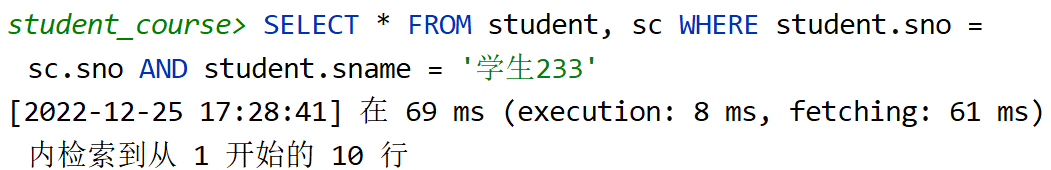 student_course> SELECT * FROM student, sc WHERE student.sno =
sc.sno AND student.sname = '学生233'
[2022-12-25 17:28:41] 在 69 ms (execution: 8 ms, fetching: 61 ms)
内检索到从 1 开始的 10 行